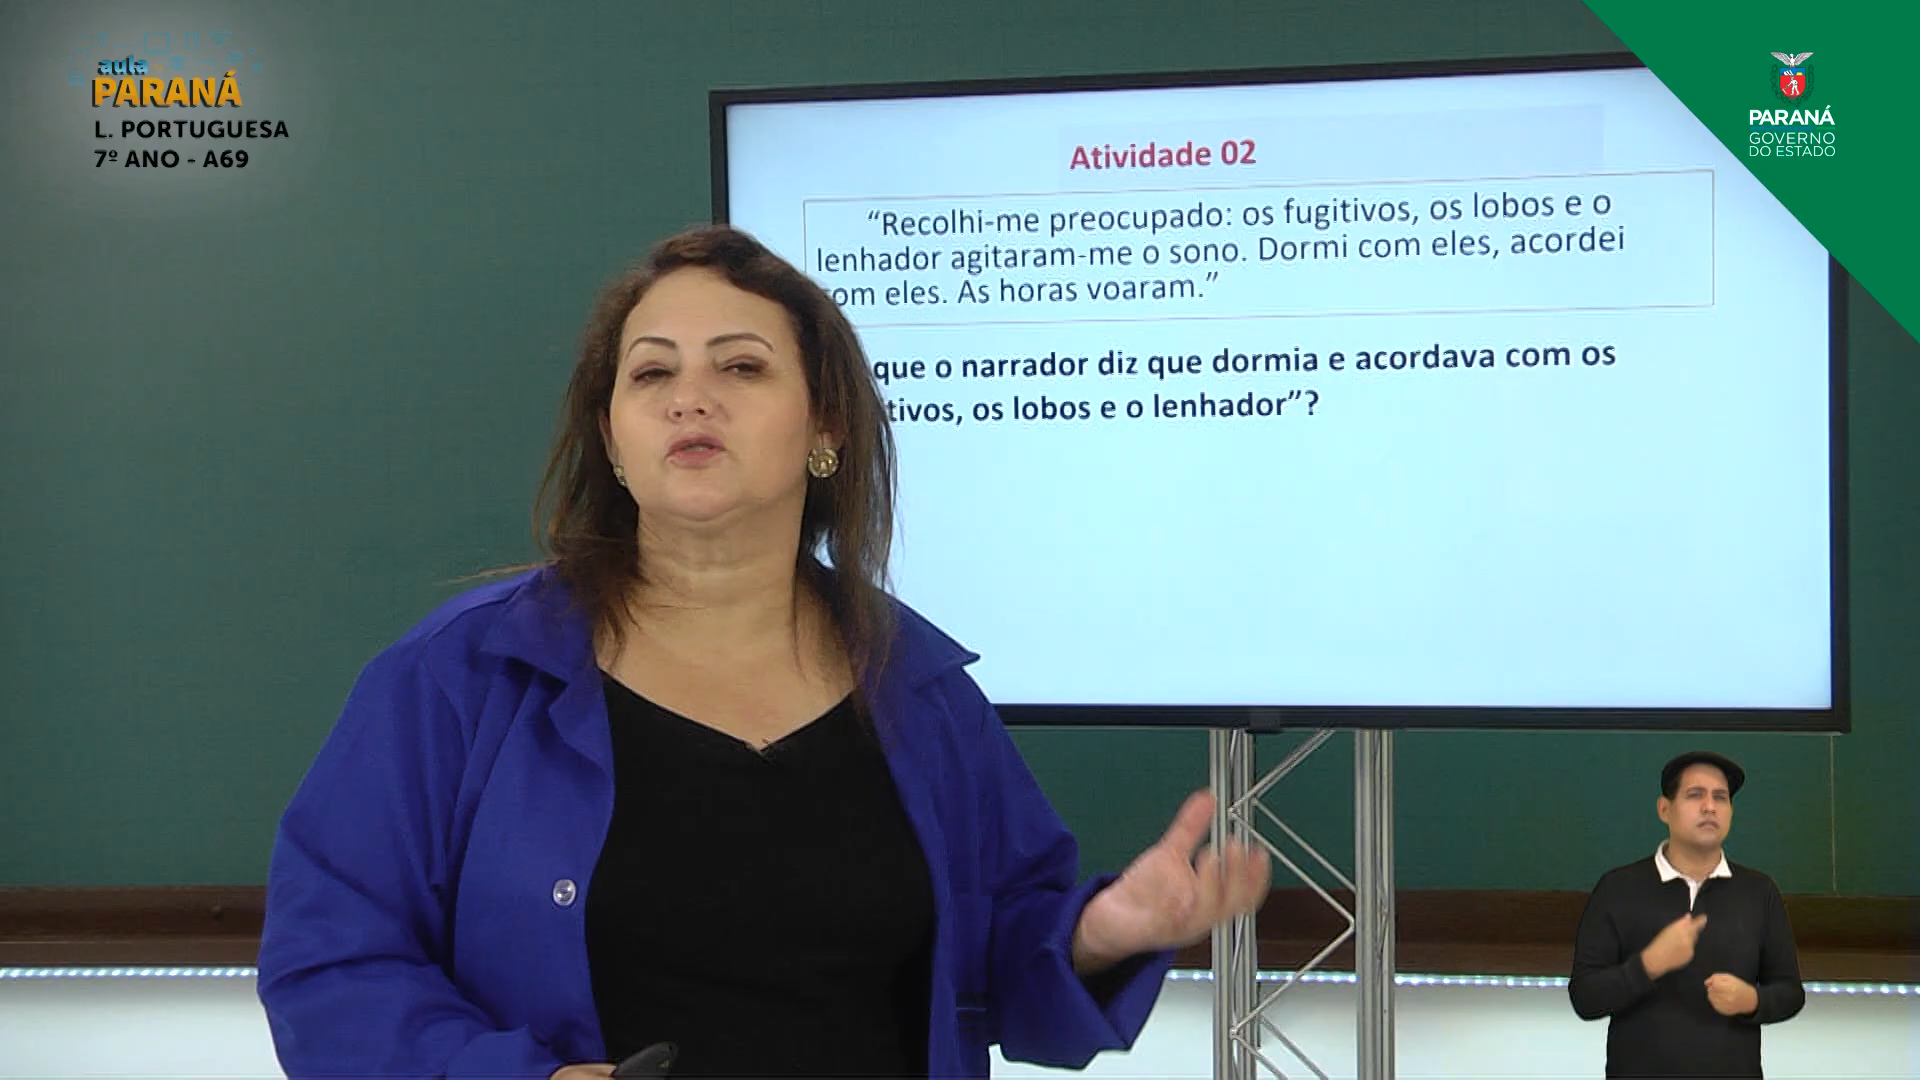 aula
PARANÁ
L. PORTUGUESA
7º ANO - A69
PARANÁ
GOVERNO
DO ESTADO
Atividade 02
“Recolhi-me preocupado: os fugitivos, os lobos e o
lenhador agitaram-me o sono. Dormi com eles, acordei
com eles. As horas voaram.”
que o narrador diz que dormia e acordava com os
tivos, os lobos e o lenhador”?